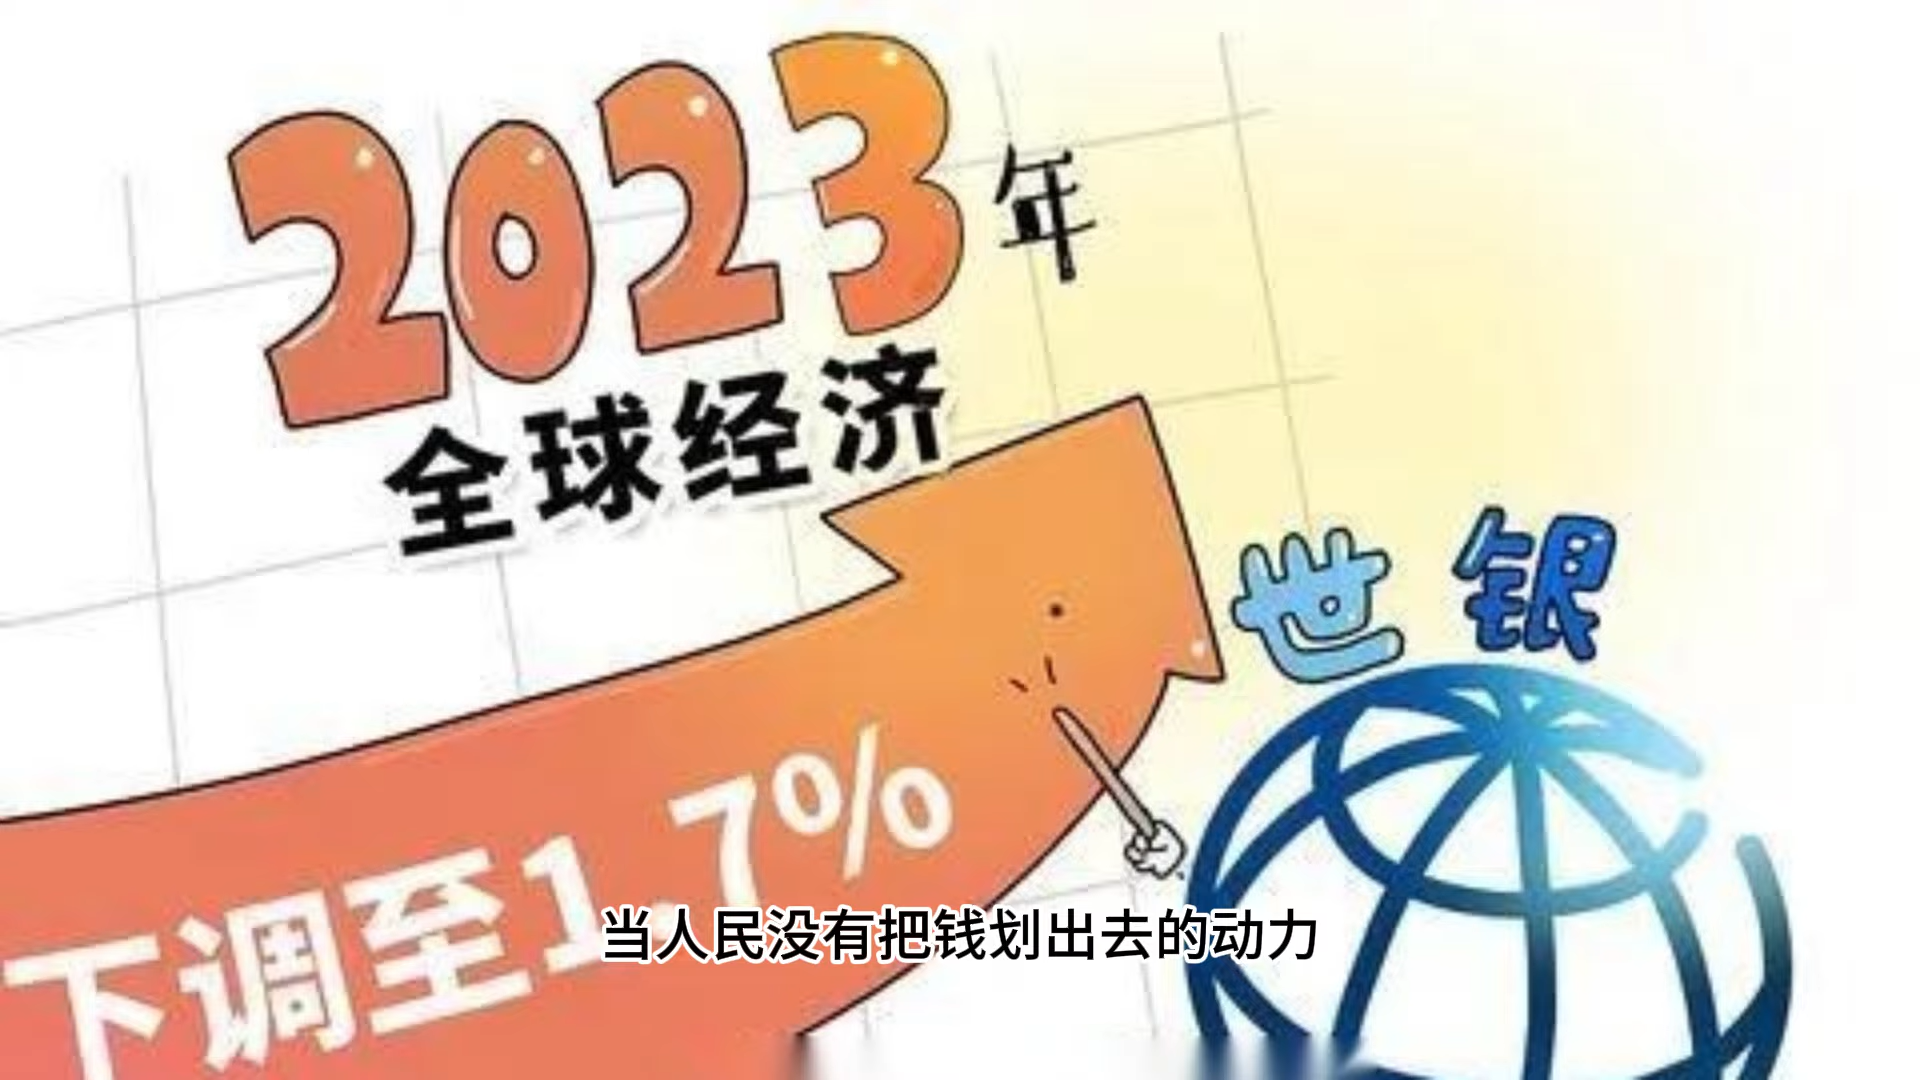 2023年
全球经济
世银
下调至1.7%
当人民没有把钱划出去的动力